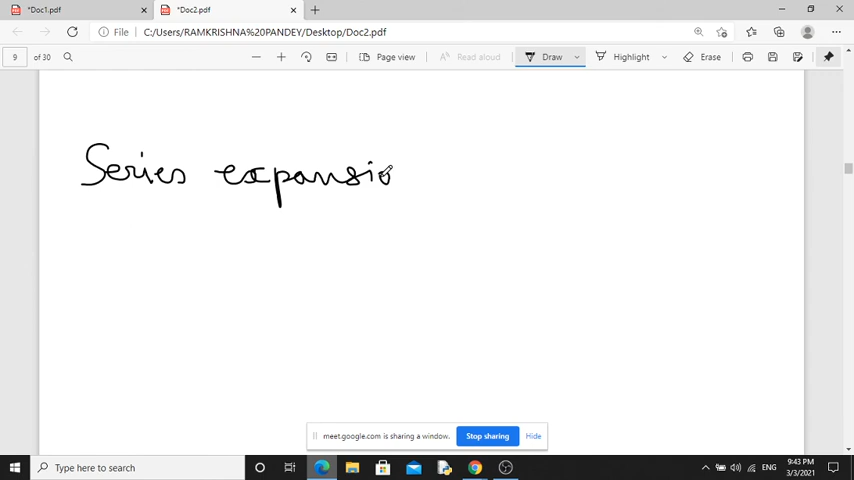 *Doc1.pdf
*Doc2.pdf
File C:/Users/RAMKRISHNA%20PANDEY/Desktop/Doc2.pdf
9 of 30 Page view Read aloud Draw Highlight Erase
Series expansio
meet.google.com is sharing a window. Stop sharing Hide
Type here to search
ENG
9:43 PM
3/3/2021